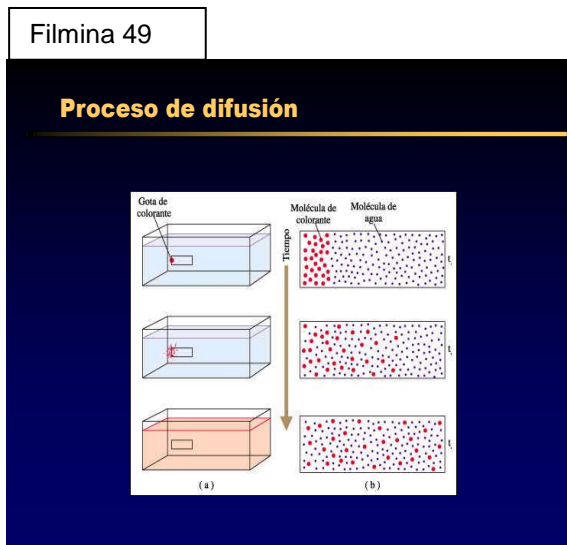 Filmina 49
Proceso de difusión
Gota de
colorante
Tiempo
Molécula de
colorante
Molécula de
agua
( a )
( b )